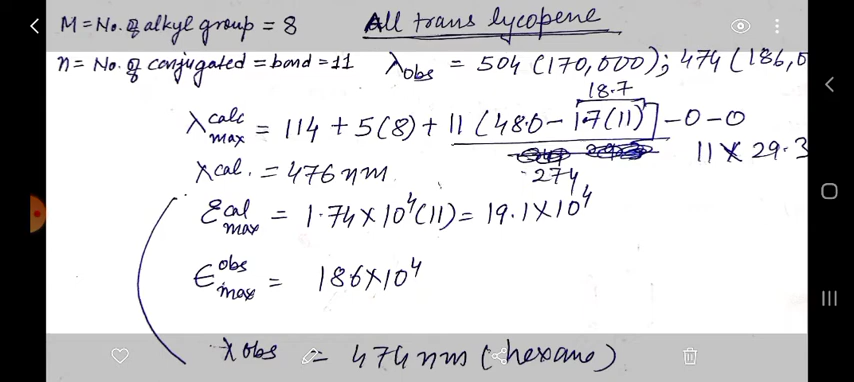 M = No. of alkyl group = 8
All trans lycopene
n = No. of conjugated = bond = 11
λobs = 504 (170,000); 474 (186,0
18.7
λ calc max = 114 + 5(8) + 11 (48.0 - 17(11)] - 0 - 0
11 × 29.3
274
λcal. = 476 nm
Ecal max = 1.74×10⁴(11) = 19.1×10⁴
ϵobs max = 186×10⁴
λobs = 474 nm (hexane)